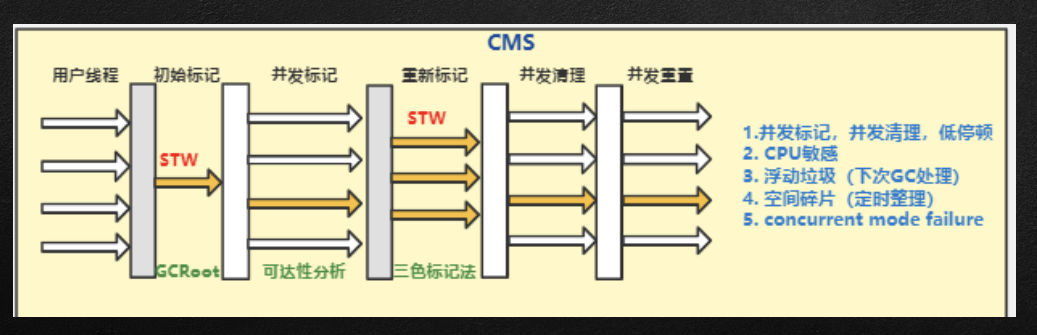 CMS
用户线程 初始标记 并发标记 重新标记 并发清理 并发重置
STW
STW
GCRoot 可达性分析 三色标记法
1.并发标记，并发清理，低停顿
2. CPU敏感
3. 浮动垃圾（下次GC处理)
4. 空间碎片（定时整理)
5. concurrent mode failure